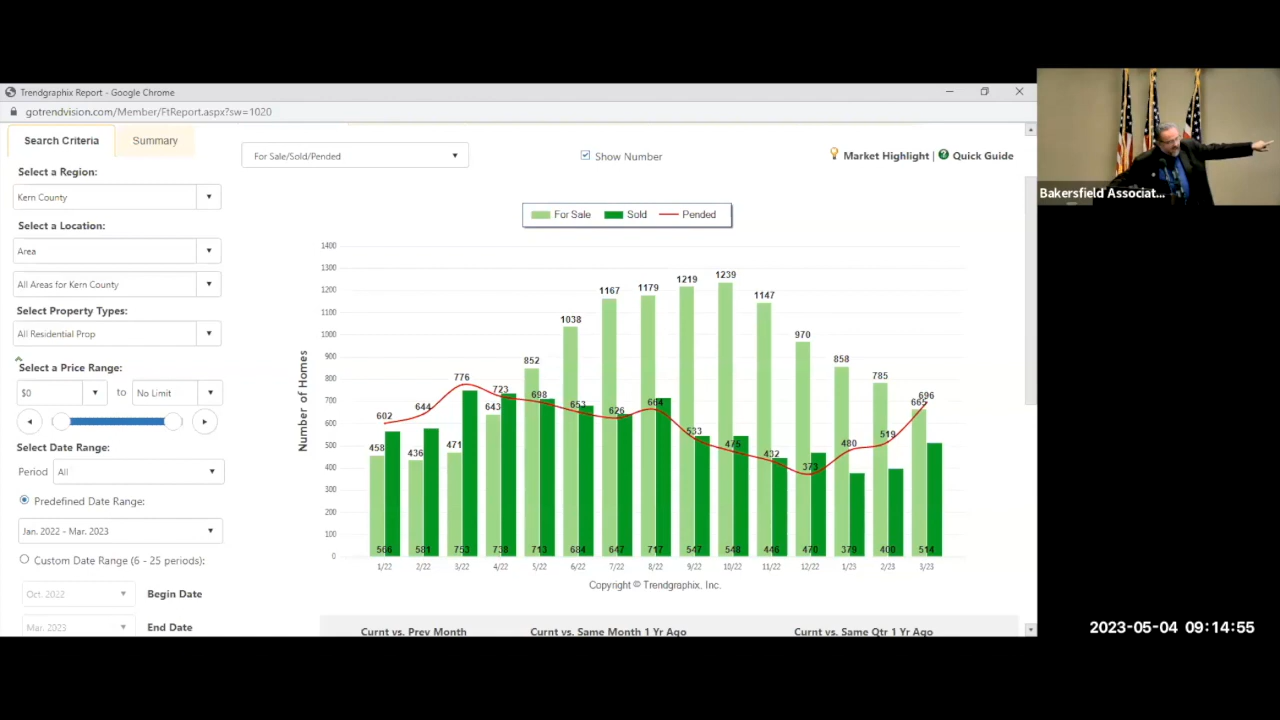 Trendgraphix Report - Google Chrome
gotrendvision.com/Member/FtReport.aspx?sw=1020
Search Criteria
Summary
Select a Region:
Kern County
Select a Location:
Area
All Areas for Kern County
Select Property Types:
All Residential Prop
Select a Price Range:
$0 to No Limit
Select Date Range:
Period All
Predefined Date Range:
Jan. 2022 - Mar. 2023
Custom Date Range (6 - 25 periods):
Oct. 2022 Begin Date
Mar. 2023 End Date
For Sale/Sold/Pended
Show Number
Market Highlight | Quick Guide
For Sale Sold Pended
Number of Homes
1400
1300
1200
1100
1000
900
800
700
600
500
400
300
200
100
0
458 436 471 643 852 1038 1167 1179 1219 1239 1147 970 858 785 665
602 644 776 723 698 653 626 664 533 475 432 373 480 519 696
566 581 753 738 713 684 647 717 547 548 446 470 379 400 514
1/22 2/22 3/22 4/22 5/22 6/22 7/22 8/22 9/22 10/22 11/22 12/22 1/23 2/23 3/23
Copyright © Trendgraphix, Inc.
Curnt vs. Prev Month Curnt vs. Same Month 1 Yr Ago Curnt vs. Same Qtr 1 Yr Ago
Bakersfield Associat...
2023-05-04 09:14:55